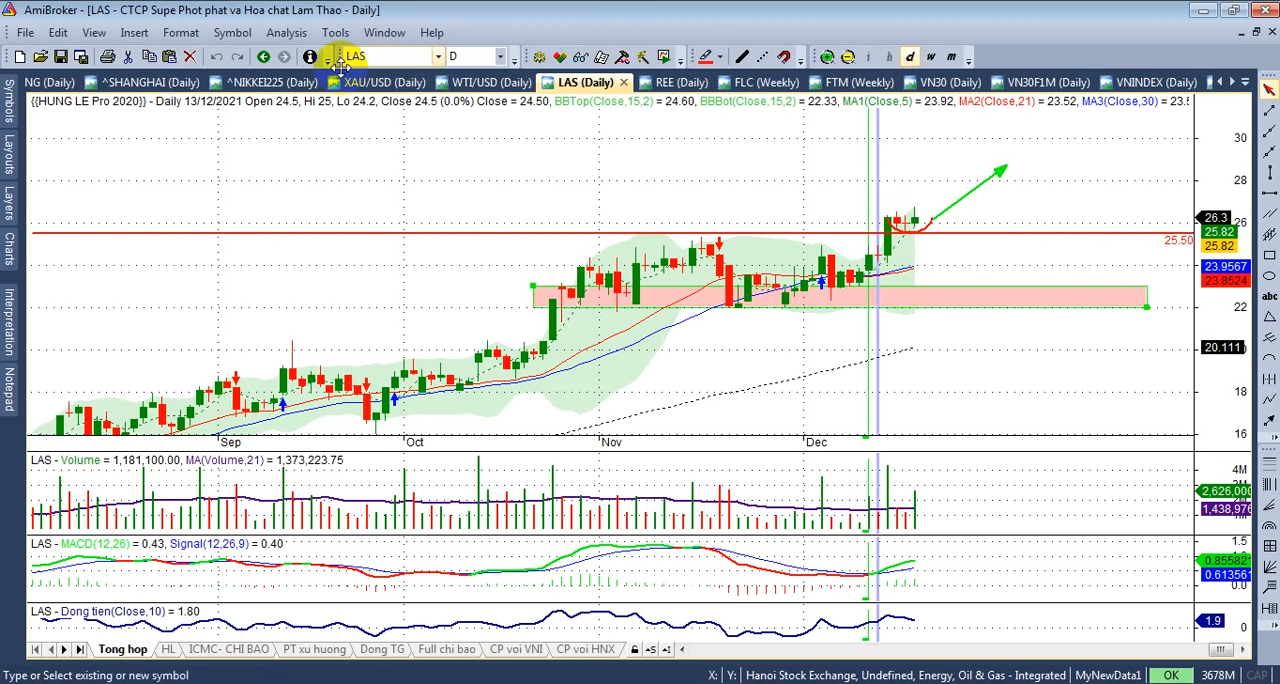 AmiBroker - [LAS - CTCP Supe Phot phat va Hoa chat Lam Thao - Daily]
File Edit View Insert Format Symbol Analysis Tools Window Help
LAS D i h d w m
NG (Daily) ^SHANGHAI (Daily) ^NIKKEI225 (Daily) XAU/USD (Daily) WTI/USD (Daily) LAS (Daily) REE (Daily) FLC (Weekly) FTM (Weekly) VN30 (Daily) VN30F1M (Daily) VNINDEX (Daily)
{{HUNG LE Pro 2020}} - Daily 13/12/2021 Open 24.5, Hi 25, Lo 24.2, Close 24.5 (0.0%) Close = 24.50, BBTop(Close,15,2) = 24.60, BBBot(Close,15,2) = 22.33, MA1(Close,5) = 23.92, MA2(Close,21) = 23.52, MA3(Close,30) = 23.5
Symbols
Layouts
Layers
Charts
Interpretation
Notepad
abc
30
28
26.3
26
25.82
25.50
25.82
23.9567
23.8524
22
20.111
18
16
Sep Oct Nov Dec
LAS - Volume = 1,181,100.00, MA(Volume,21) = 1,373,223.75
4M
2,626,000
1,438,976
LAS - MACD(12,26) = 0.43, Signal(12,26,9) = 0.40
1.5
0.85582
0.613561
0.0
LAS - Dong tien(Close,10) = 1.80
1.9
0
Tong hop HL ICMC- CHI BAO PT xu huong Dong TG Full chi bao CP voi VNI CP voi HNX
Type or Select existing or new symbol X: Y: Hanoi Stock Exchange, Undefined, Energy, Oil & Gas - Integrated MyNewData1 OK 3678M CAP